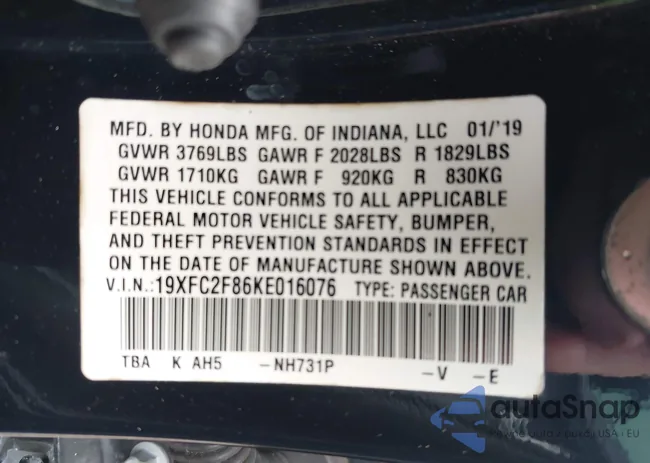 MFD. BY HONDA MFG. OF INDIANA, LLC 01/'19
GVWR 3769LBS GAWR F 2028LBS R 1829LBS
GVWR 1710KG GAWR F 920KG R 830KG
THIS VEHICLE CONFORMS TO ALL APPLICABLE
FEDERAL MOTOR VEHICLE SAFETY, BUMPER,
AND THEFT PREVENTION STANDARDS IN EFFECT
ON THE DATE OF MANUFACTURE SHOWN ABOVE.
V.I.N.:19XFC2F86KE016076 TYPE: PASSENGER CAR
TBA K AH5 -NH731P -V -E
autoSnap
USA - EU